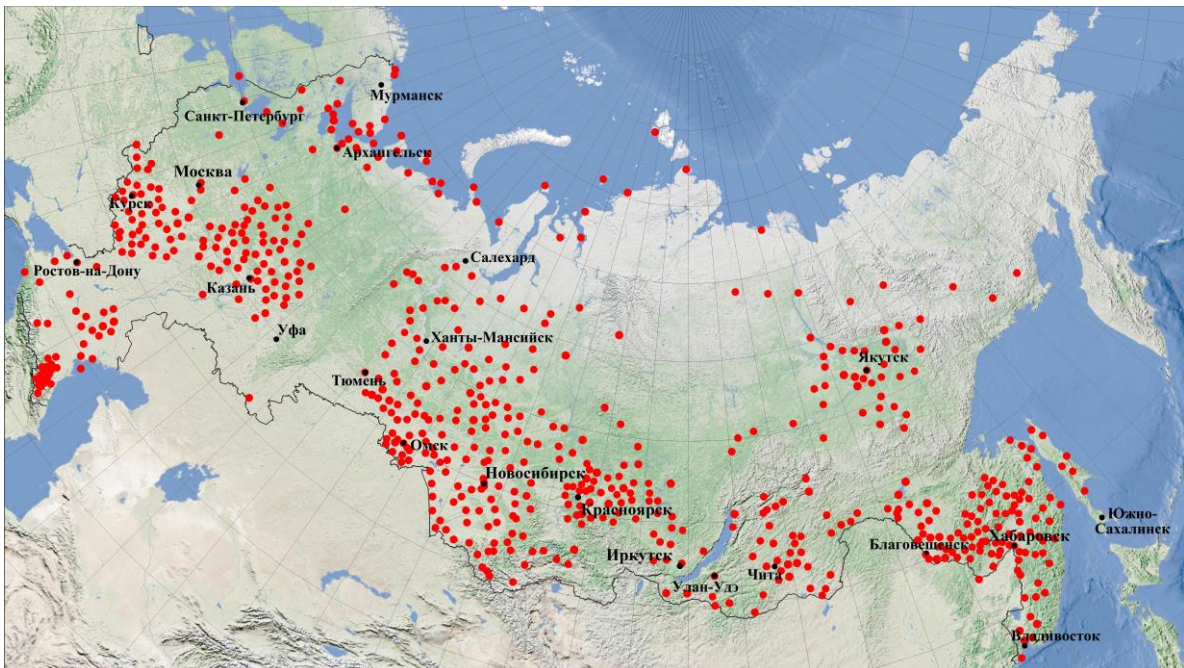 Мурманск
Санкт-Петербург
Архангельск
Москва
Курск
Салехард
Ростов-на-Дону
Казань
Уфа
Ханты-Мансийск
Якутск
Тюмень
Омск
Новосибирск
Красноярск
Южно-
Сахалинск
Хабаровск
Благовещенск
Иркутск
Чита
Улан-Удэ
Владивосток